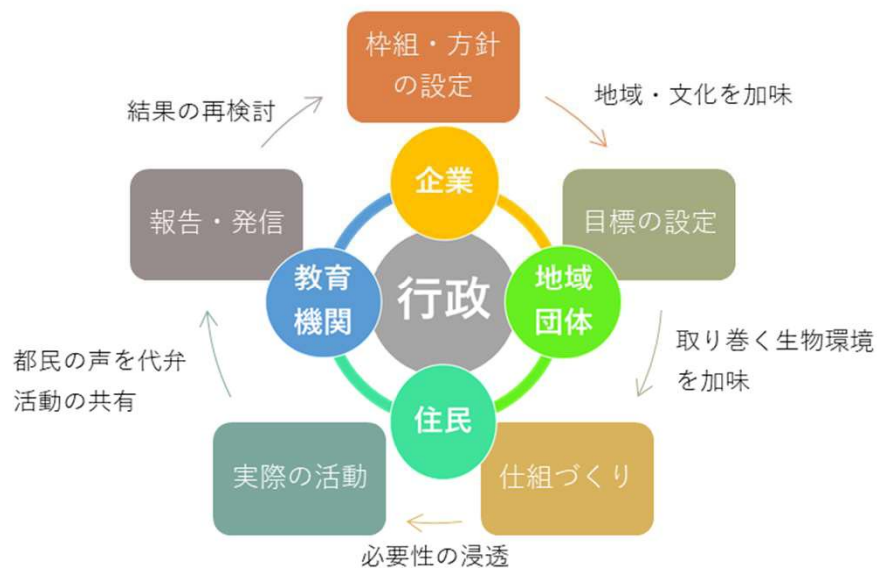 枠組・方針
の設定
地域・文化を加味
結果の再検討
企業
報告・発信
目標の設定
教育
機関
行政
地域
団体
取り巻く生物環境
を加味
都民の声を代弁
活動の共有
住民
実際の活動
仕組づくり
必要性の浸透